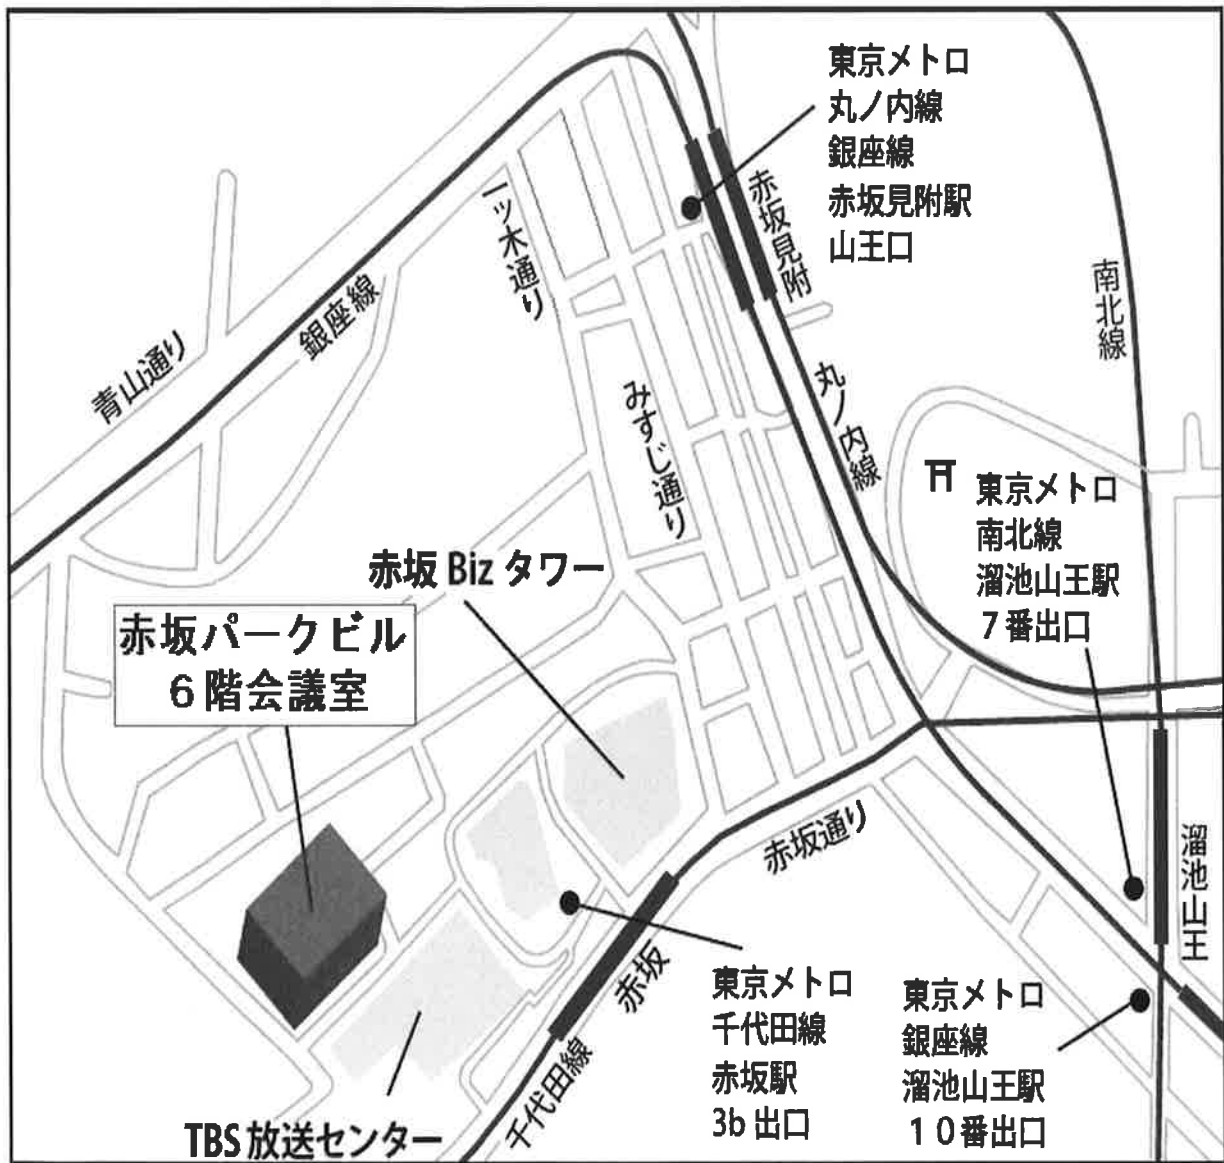 東京メトロ
丸ノ内線
銀座線
赤坂見附駅
山王口
赤坂見附
一ツ木通り
南北線
銀座線
青山通り
丸ノ内線
みすじ通り
東京メトロ
南北線
溜池山王駅
7番出口
赤坂 Biz タワー
赤坂パークビル
6階会議室
赤坂通り
溜池山王
赤坂
東京メトロ
千代田線
赤坂駅
3b 出口
東京メトロ
銀座線
溜池山王駅
10番出口
千代田線
TBS 放送センター